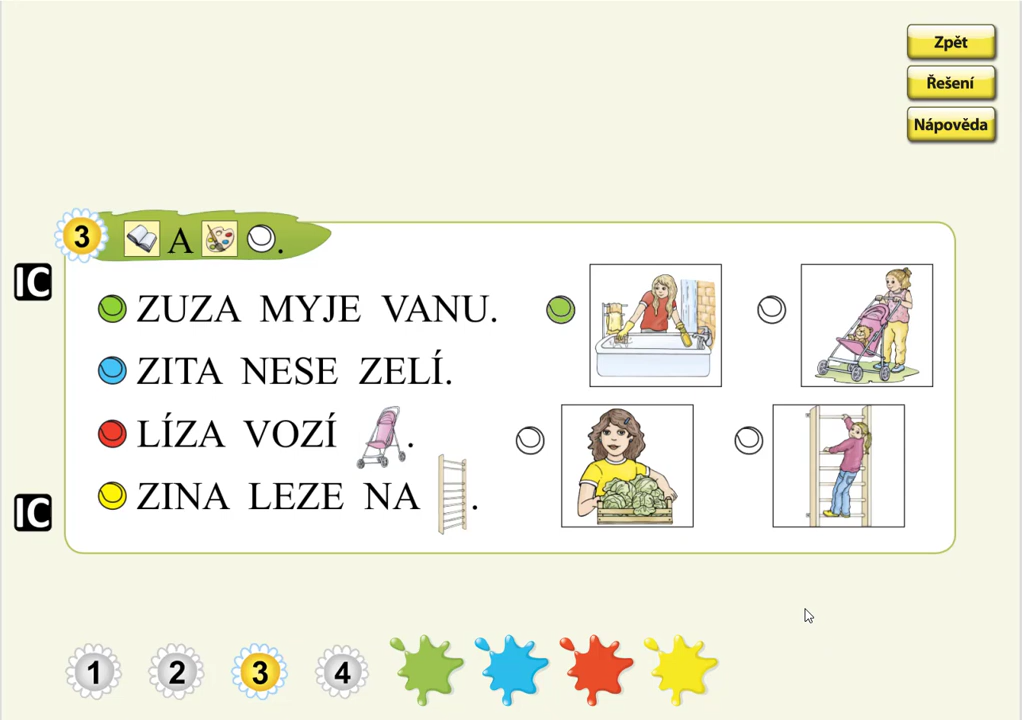 Zpět
Řešení
Nápověda
3 A .
IC
ZUZA MYJE VANU.
ZITA NESE ZELÍ.
LÍZA VOZÍ .
ZINA LEZE NA .
IC
1 2 3 4